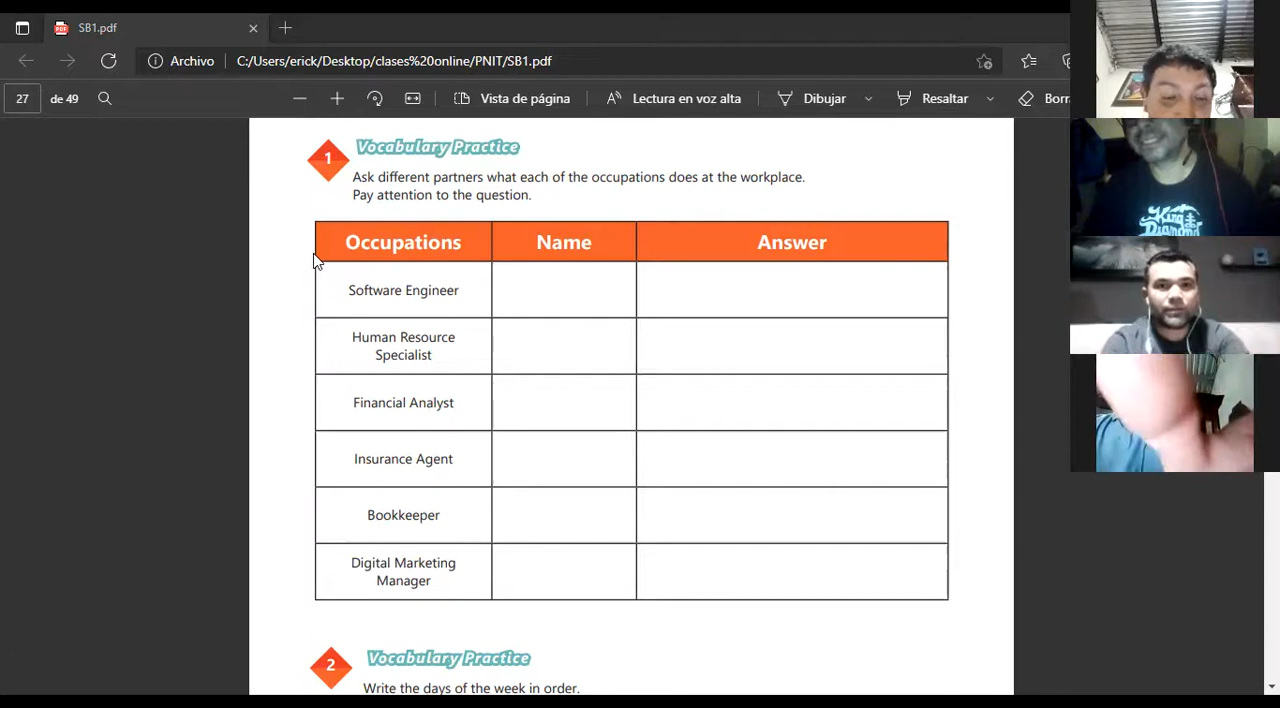 SB1.pdf
Archivo C:/Users/erick/Desktop/clases%20online/PNIT/SB1.pdf
27 de 49 Vista de página Lectura en voz alta Dibujar Resaltar Borra
1 Vocabulary Practice
Ask different partners what each of the occupations does at the workplace.
Pay attention to the question.
Occupations Name Answer
Software Engineer
Human Resource
Specialist
Financial Analyst
Insurance Agent
Bookkeeper
Digital Marketing
Manager
2 Vocabulary Practice
Write the days of the week in order.
King
Diamond